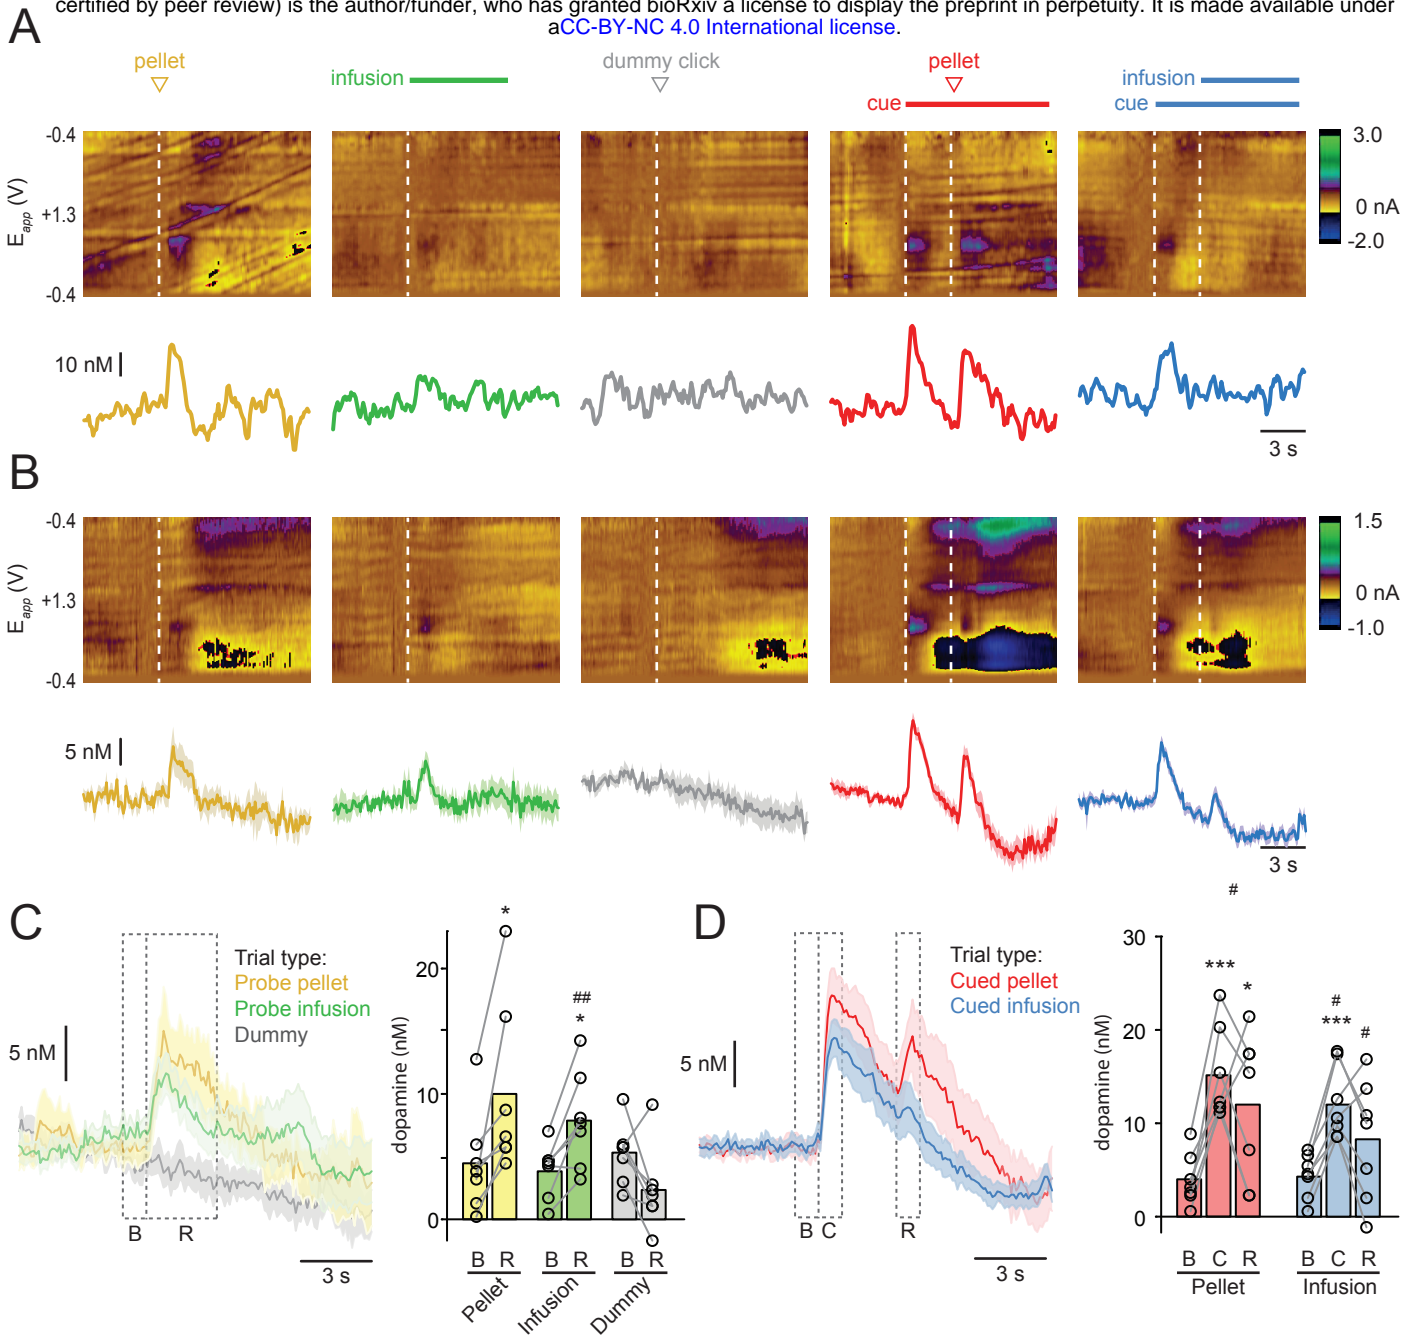 certified by peer review) is the author/funder, who has granted bioRxiv a license to display the preprint in perpetuity. It is made available under
aCC-BY-NC 4.0 International license.
A
pellet
infusion
dummy click
pellet
cue
infusion
cue
-0.4
+1.3
-0.4
Eapp (V)
3.0
0 nA
-2.0
10 nM
3 s
B
-0.4
+1.3
-0.4
Eapp (V)
1.5
0 nA
-1.0
5 nM
3 s
#
C
Trial type:
Probe pellet
Probe infusion
Dummy
5 nM
B R
3 s
dopamine (nM)
20
10
0
*
##
*
B R B R B R
Pellet Infusion Dummy
D
Trial type:
Cued pellet
Cued infusion
5 nM
B C R
3 s
dopamine (nM)
30
20
10
0
***
*
#
***
#
B C R B C R
Pellet Infusion